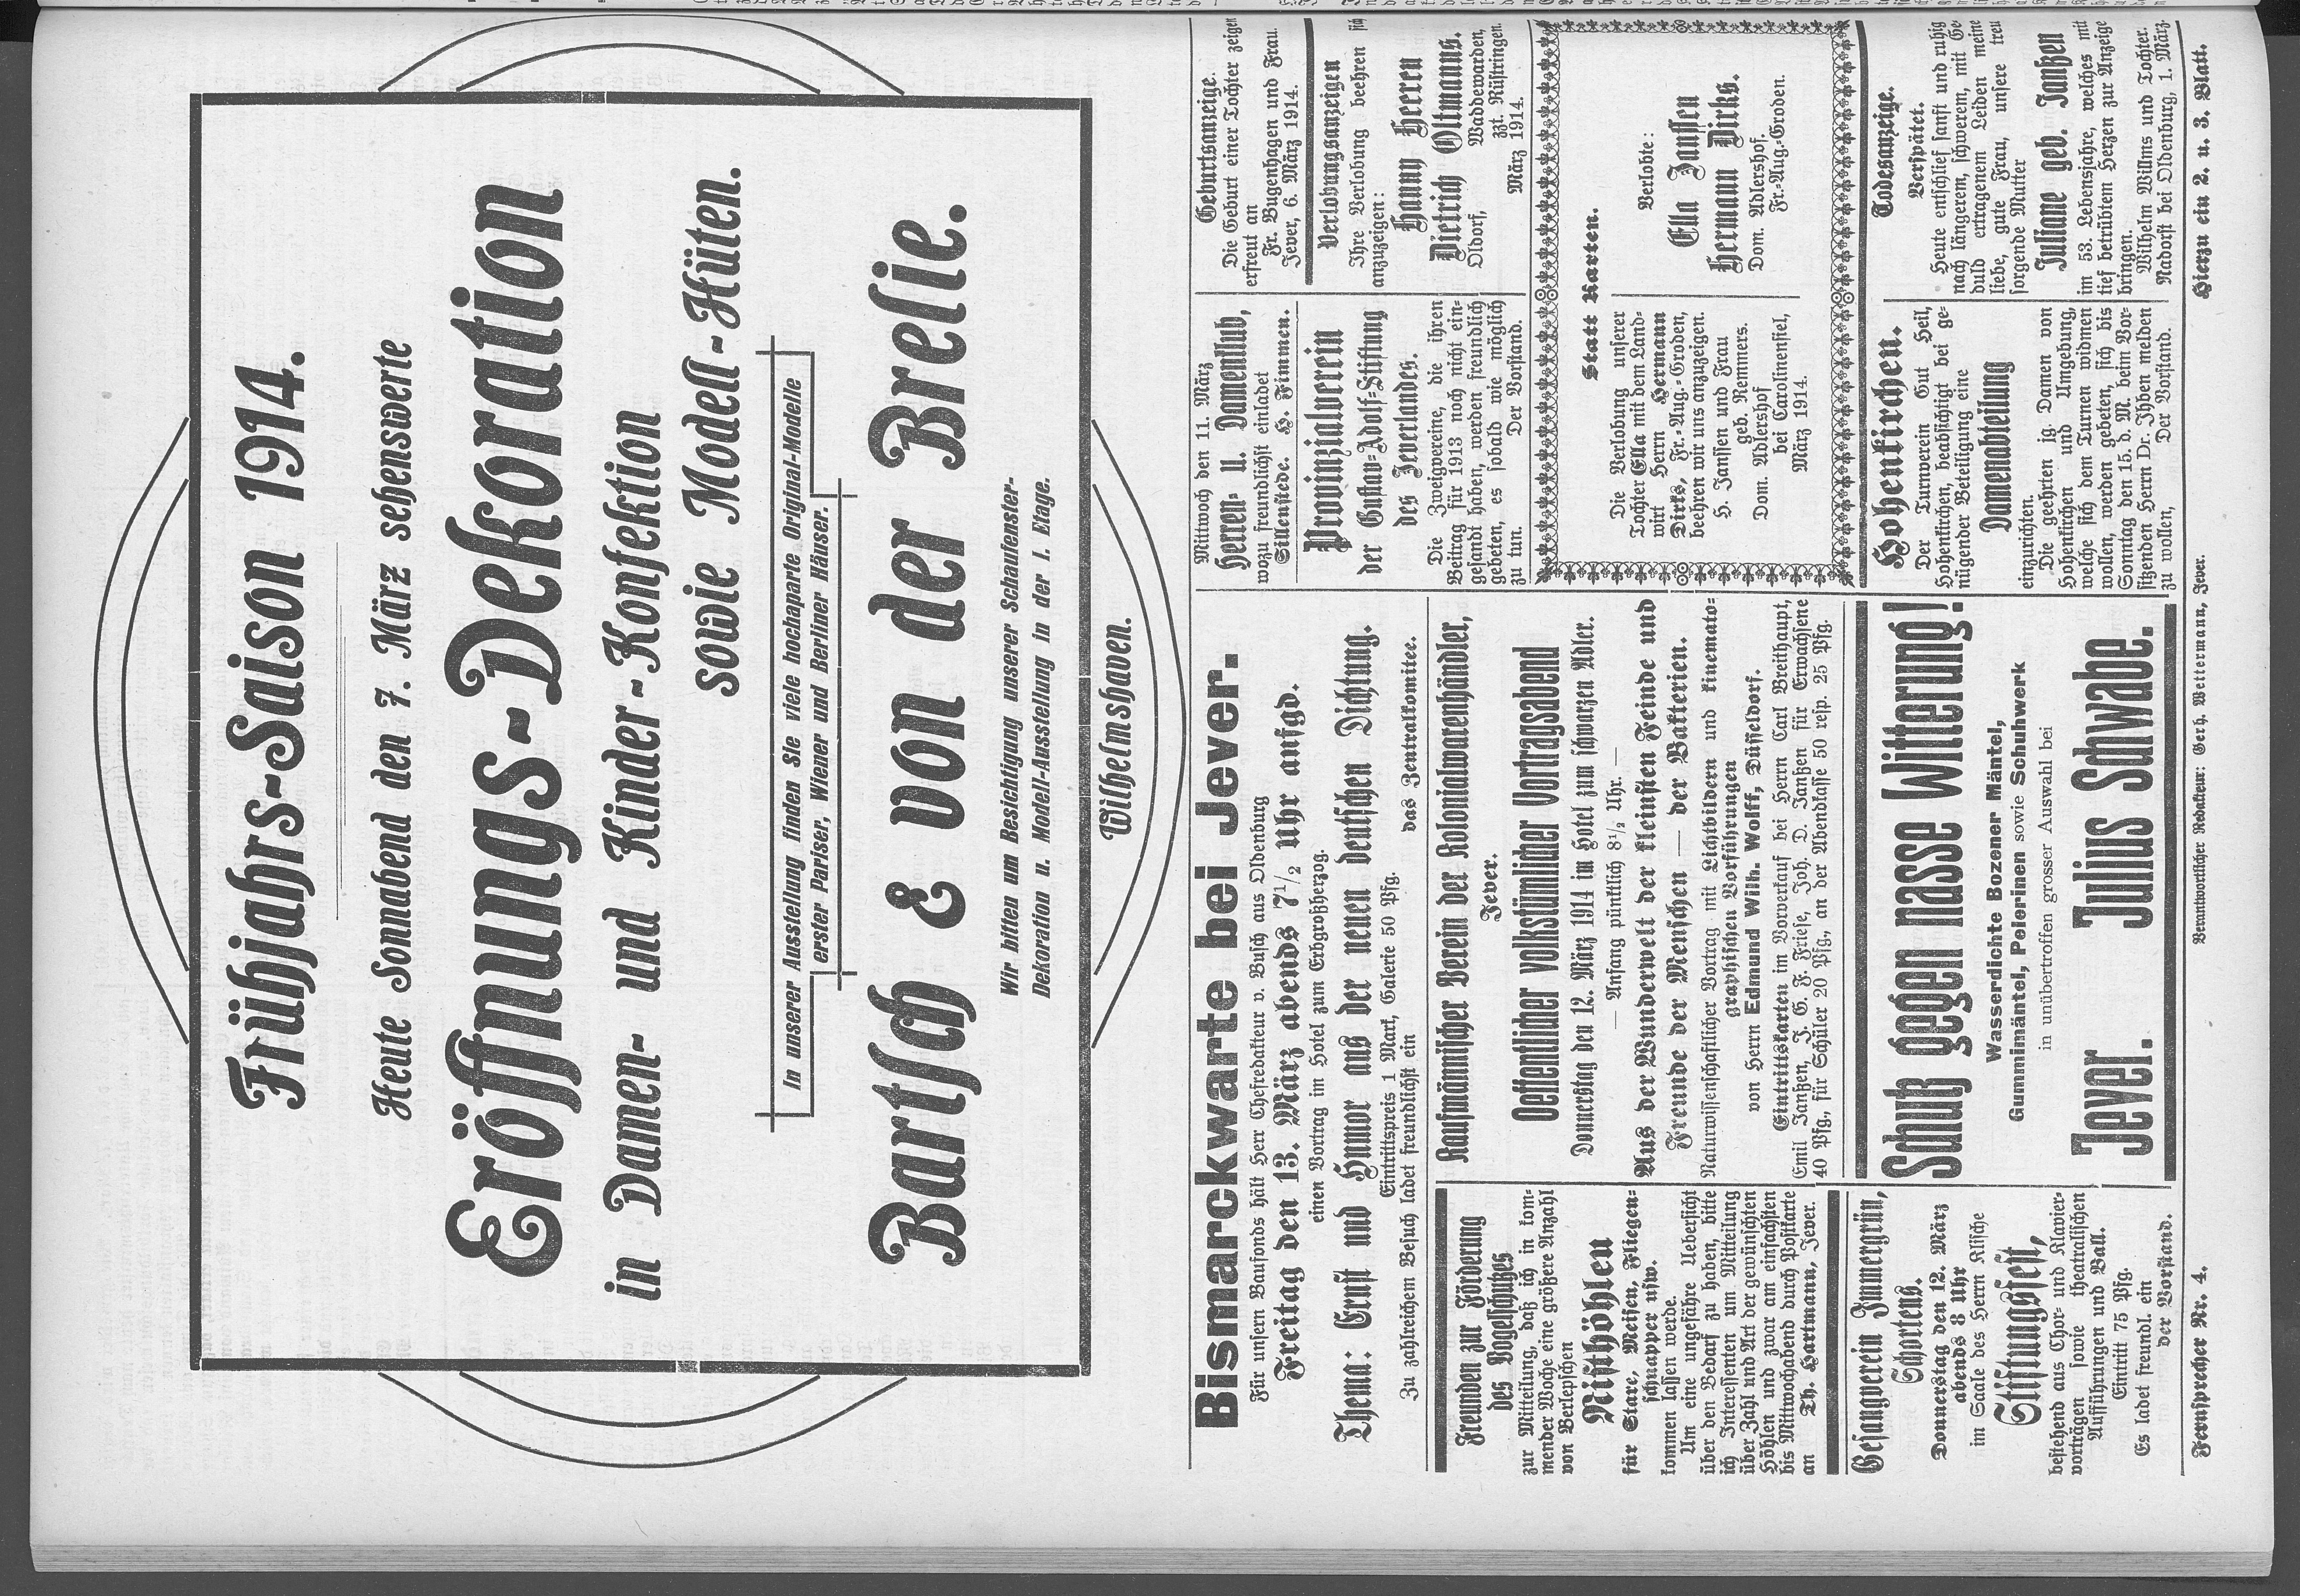 Frühjahrs-Saison 1914.
Heute Sonnabend den 7. März sehenswerte
Eröffnungs-Dekoration
in Damen- und Kinder-Konfektion
sowie Modell-Hüten.
In unserer Ausstellung finden Sie viele hochaparte Original-Modelle
erster Pariser, Wiener und Berliner Häuser.
Bartsch & von der Brelie.
Wir bitten um Besichtigung unserer Schaufenster-
Dekoration u. Modell-Ausstellung in der I. Etage.
Wilhelmshaven.
Bismarckwarte bei Jever.
Für unsern Baufonds hält Herr Chefredakteur v. Busch aus Oldenburg
Freitag den 13. März abends 7½ Uhr anfgd.
einen Vortrag im Hotel zum Erbgroßherzog.
Thema: Ernst und Humor aus der neuen deutschen Dichtung.
Eintrittspreis 1 Mark, Galerie 50 Pfg.
Zu zahlreichem Besuch ladet freundlichst ein
das Zentralkomitee.
Freunden zur Förderung
des Vogelschutzes
zur Mitteilung, daß ich in kom-
mender Woche eine größere Anzahl
von Berlepschen
Nisthöhlen
für Stare, Meisen, Fliegen-
schnapper usw.
kommen lassen werde.
Um eine ungefähre Uebersicht
über den Bedarf zu haben, bitte
ich Interessenten um Mitteilung
über Zahl und Art der gewünschten
Höhlen und zwar am einfachsten
bis Mittwochabend durch Postkarte
an Th. Hartmann, Jever.
Gesangverein Immergrün,
Schortens.
Donnerstag den 12. März
abends 8 Uhr
im Saale des Herrn Klische
Stiftungsfest,
bestehend aus Chor- und Klavier-
vorträgen sowie theatralischen
Aufführungen und Ball.
Eintritt 75 Pfg.
Es ladet freundl. ein
der Vorstand.
Kaufmännischer Verein der Kolonialwarenhändler,
Jever.
Oeffentlicher volkstümlicher Vortragsabend
Donnerstag den 12. März 1914 im Hotel zum schwarzen Adler.
— Anfang pünktlich 8½ Uhr. —
Aus der Wunderwelt der kleinsten Feinde und
Freunde der Menschen — der Bakterien.
Naturwissenschaftlicher Vortrag mit Lichtbildern und kinemato-
graphischen Vorführungen
von Herrn Edmund Wilh. Wolff, Düsseldorf.
Eintrittskarten im Vorverkauf bei Herrn Carl Breithaupt,
Emil Janßen, J. G. F. Friese, Joh. D. Janßen für Erwachsene
40 Pfg., für Schüler 20 Pfg., an der Abendkasse 50 resp. 25 Pfg.
Schutz gegen nasse Witterung!
Wasserdichte Bozener Mäntel,
Gummimäntel, Pelerinen sowie Schuhwerk
in unübertroffen grosser Auswahl bei
Jever. Julius Schwabe.
Mittwoch den 11. März
Herren- u. Damenklub,
wozu freundlichst einladet
Sillenstede. H. Finmen.
Provinzialverein
der Gustav-Adolf-Stiftung
des Jeverlandes.
Die Zweigvereine, die ihren
Beitrag für 1913 noch nicht ein-
gesandt haben, werden freundlich
gebeten, es sobald wie möglich
zu tun. Der Vorstand.
Geburtsanzeige.
Die Geburt einer Tochter zeigen
erfreut an
Fr. Bugenhagen und Frau.
Jever, 6. März 1914.
Verlobungsanzeigen
Ihre Verlobung beehren sich
anzuzeigen:
Hanny Heeren
Dietrich Oltmanns.
Oldorf, Waddewarden,
zzt. Rüstringen.
März 1914.
Statt Karten.
Die Verlobung unserer
Tochter Ella mit dem Land-
wirt Herrn Hermann
Dirks, Fr.-Aug.-Groden,
beehren wir uns anzuzeigen.
H. Janssen und Frau
geb. Remmers.
Dom. Adlershof
bei Carolinensiel,
März 1914.
Verlobte:
Ella Janssen
Hermann Dirks.
Dom. Adlershof.
Fr.-Aug.-Groden.
Hohenkirchen.
Der Turnverein Gut Heil,
Hohenkirchen, beabsichtigt bei ge-
nügender Beteiligung eine
Damenabteilung
einzurichten.
Die geehrten jg. Damen von
Hohenkirchen und Umgebung,
welche sich dem Turnen widmen
wollen, werden gebeten, sich bis
Sonntag den 15. d. M. beim Vor-
sitzenden Herrn Dr. Ihben melden
zu wollen, Der Vorstand.
Todesanzeige.
Verspätet.
Heute entschlief sanft und ruhig
nach längerem, schwerem, mit Ge-
duld ertragenem Leiden meine
liebe, gute Frau, unsere treu
sorgende Mutter
Juliane geb. Janßen
im 53. Lebensjahre, welches mit
tief betrübtem Herzen zur Anzeige
bringen.
Wilhelm Willms und Tochter.
Nadorst bei Oldenburg, 1. März.
Fernsprecher Nr. 4.
Verantwortlicher Redakteur: Gerh. Wettermann, Jever.
Hierzu ein 2. u. 3. Blatt.